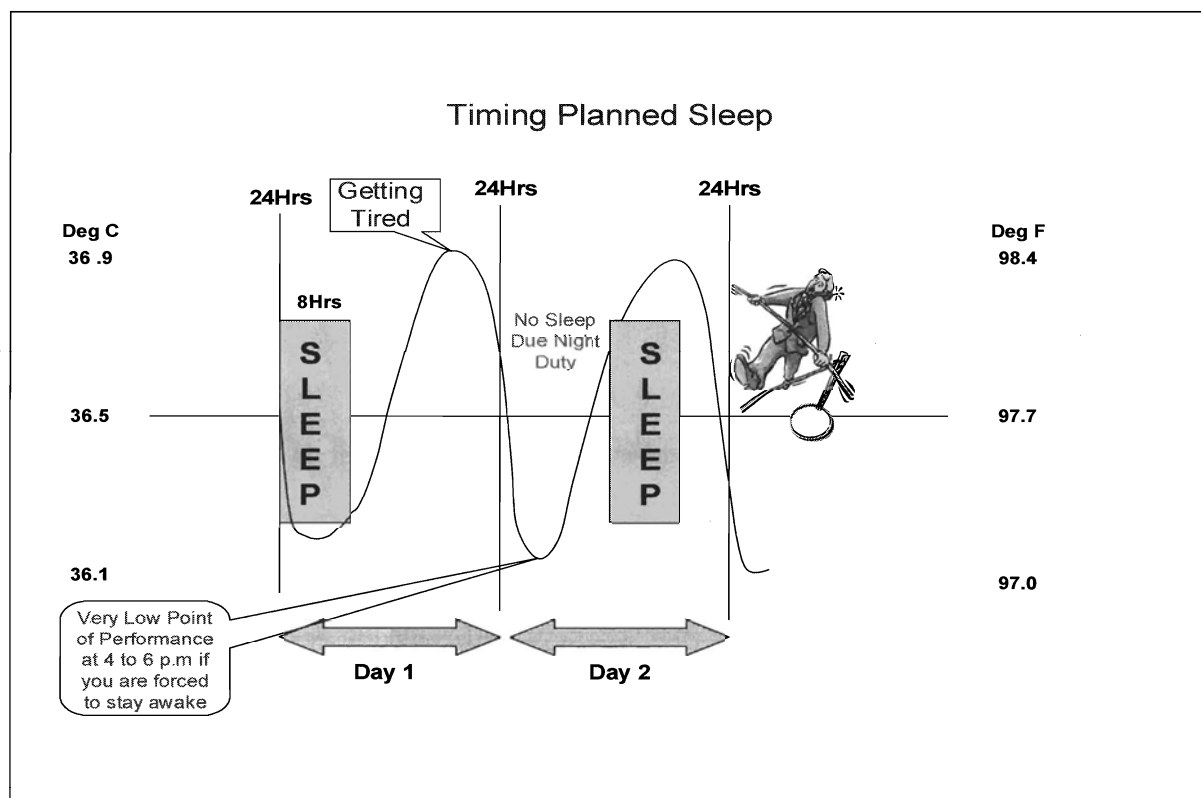 Timing Planned Sleep
24Hrs
Getting
Tired
24Hrs
24Hrs
Deg C
36 .9
Deg F
98.4
8Hrs
S
L
E
E
P
No Sleep
Due Night
Duty
S
L
E
E
P
36.5
97.7
36.1
97.0
Very Low Point
of Performance
at 4 to 6 p.m if
you are forced
to stay awake
Day 1
Day 2